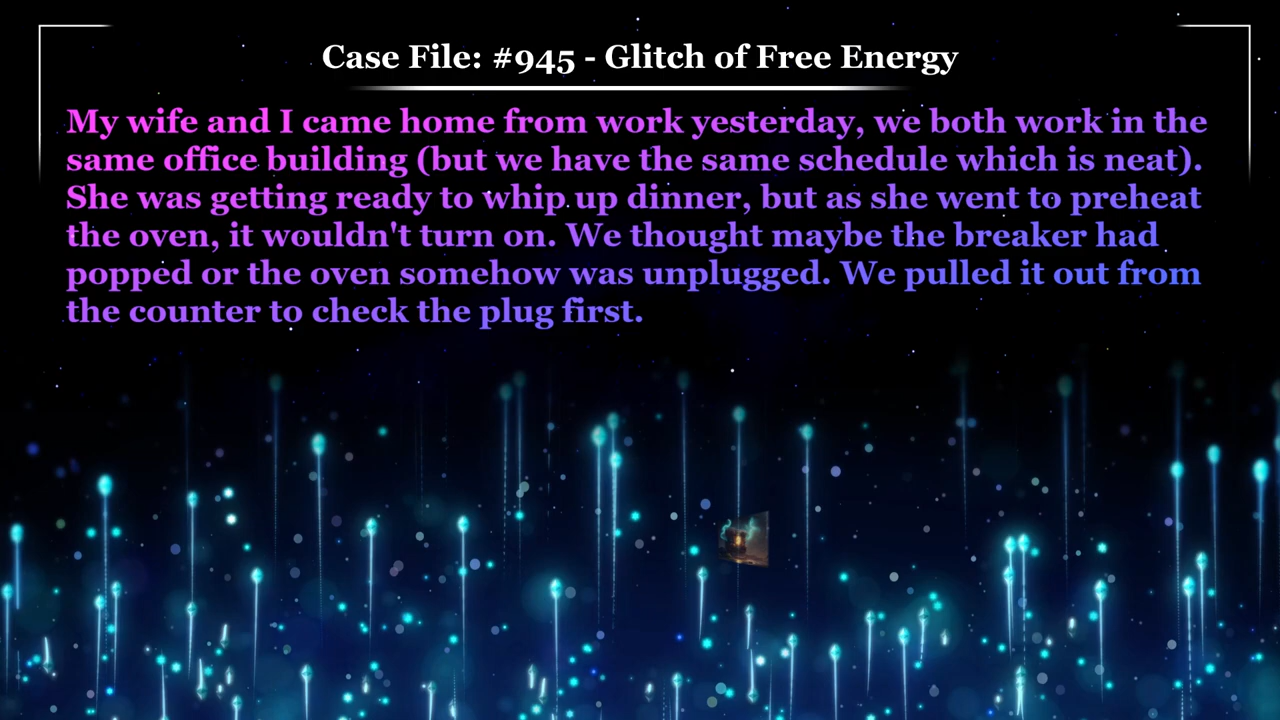 Case File: #945 - Glitch of Free Energy
My wife and I came home from work yesterday, we both work in the
same office building (but we have the same schedule which is neat).
She was getting ready to whip up dinner, but as she went to preheat
the oven, it wouldn't turn on. We thought maybe the breaker had
popped or the oven somehow was unplugged. We pulled it out from
the counter to check the plug first.